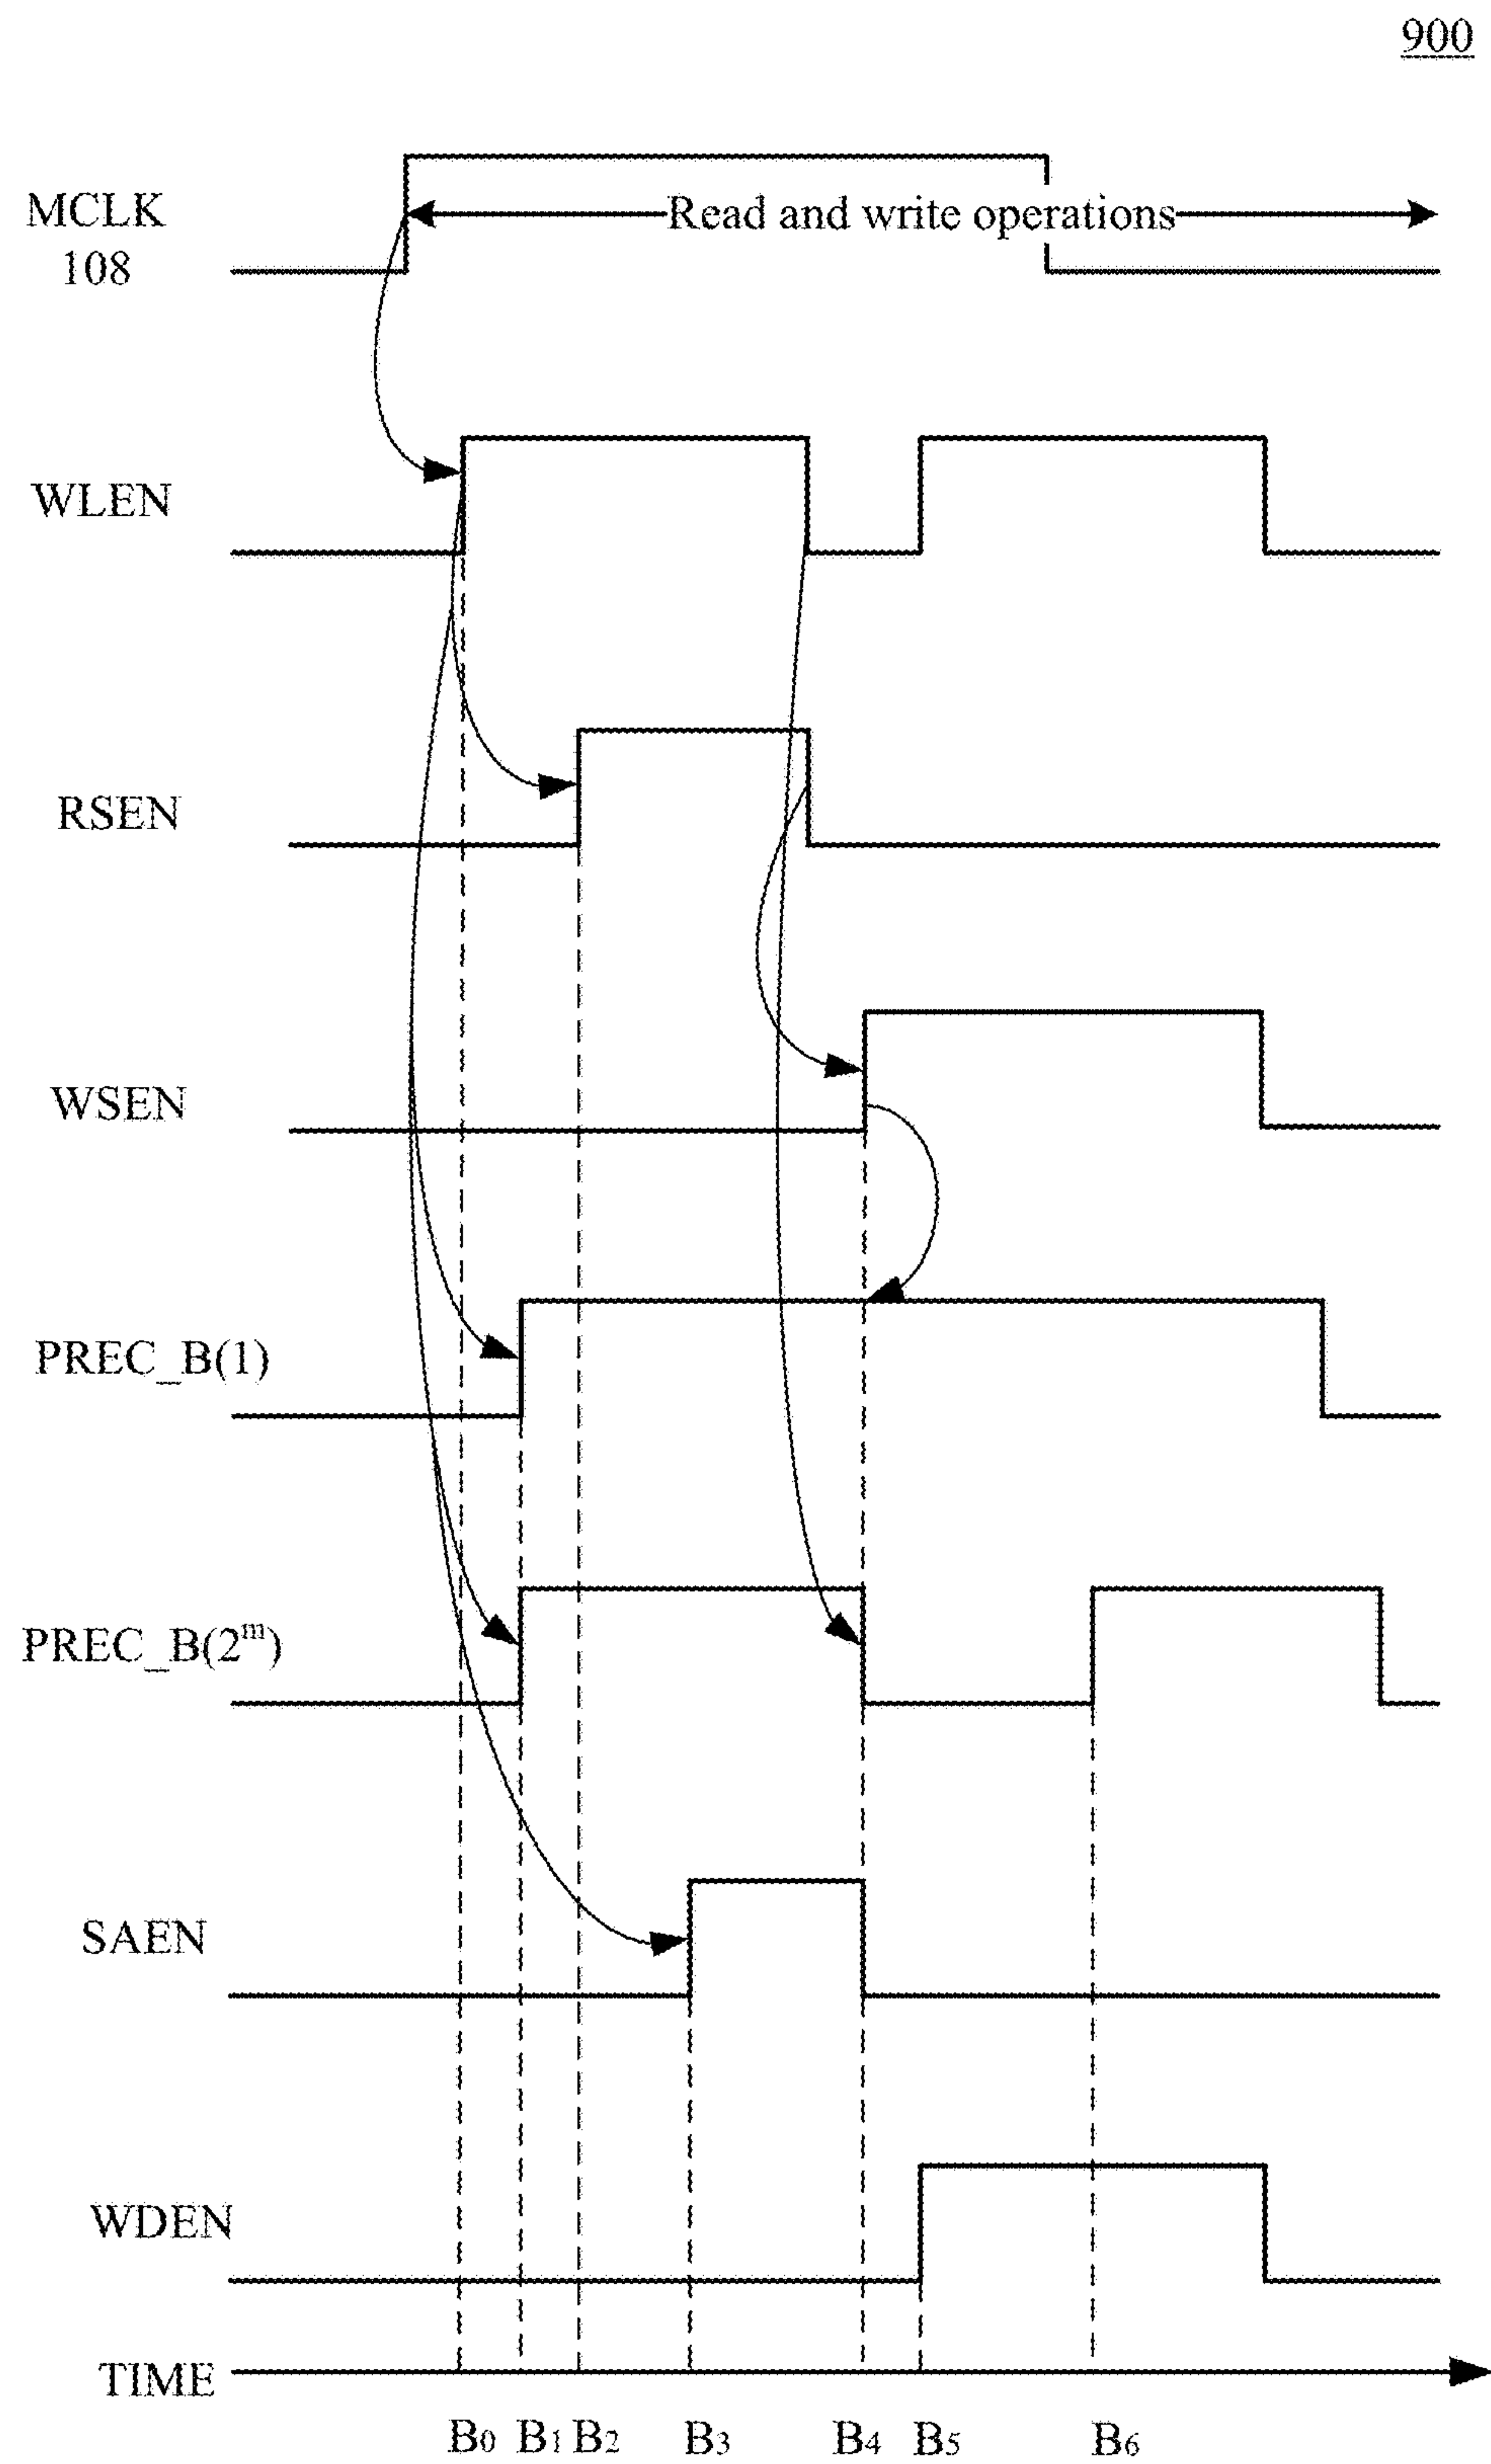 900
MCLK
108
Read and write operations
WLEN
RSEN
WSEN
PREC_B(1)
PREC_B(2ᵐ)
SAEN
WDEN
TIME
B₀ B₁ B₂ B₃ B₄ B₅ B₆